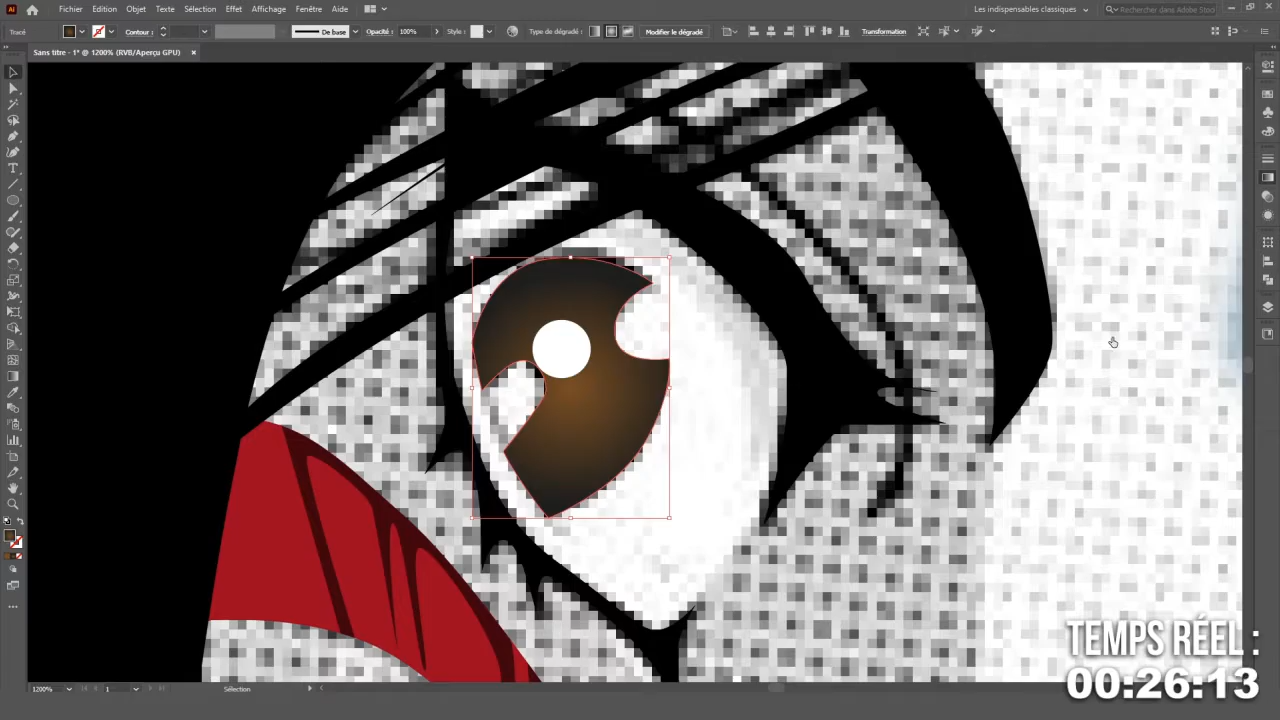 Ai Fichier Edition Objet Texte Sélection Effet Affichage Fenêtre Aide Les indispensables classiques Rechercher dans Adobe Stock
Tracé Contour : De base Opacité : 100% Style : Type de dégradé : Modifier le dégradé Transformation
Sans titre - 1* @ 1200% (RVB/Aperçu GPU) ×
TEMPS RÉEL :
00:26:13
1200% 1 Sélection